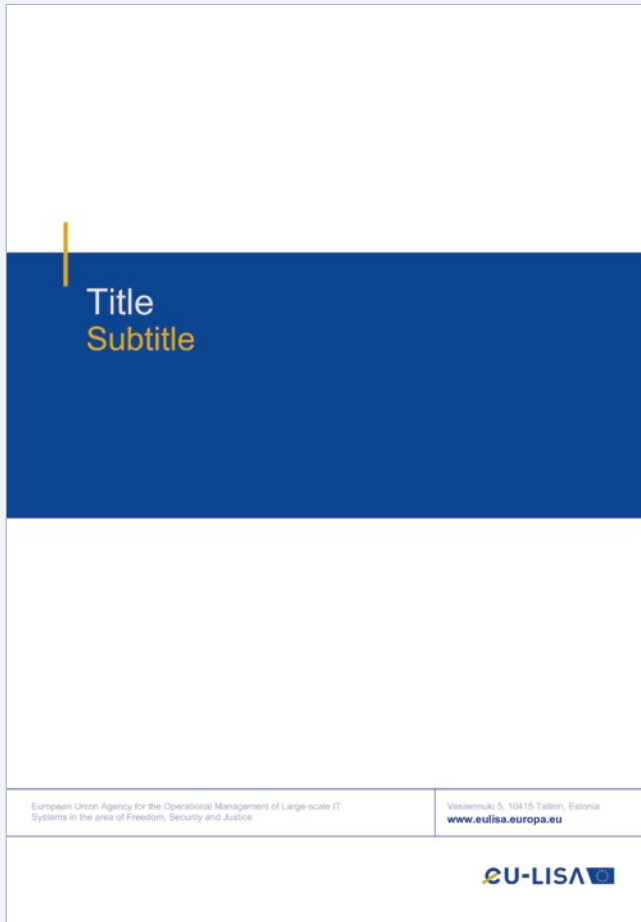 Title
Subtitle
European Union Agency for the Operational Management of Large-scale IT
Systems in the area of Freedom, Security and Justice
Vesilennuki 5, 10415 Tallinn, Estonia
www.eulisa.europa.eu
eU-LISA